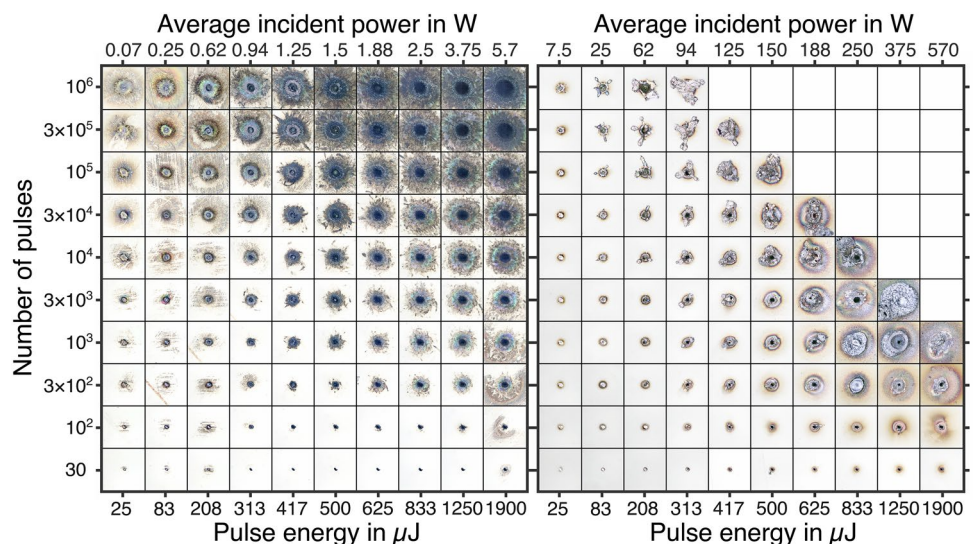 Average incident power in W Average incident power in W
0.07 0.25 0.62 0.94 1.25 1.5 1.88 2.5 3.75 5.7 7.5 25 62 94 125 150 188 250 375 570
Number of pulses
10⁶
3×10⁵
10⁵
3×10⁴
10⁴
3×10³
10³
3×10²
10²
30
25 83 208 313 417 500 625 833 1250 1900 25 83 208 313 417 500 625 833 1250 1900
Pulse energy in µJ Pulse energy in µJ